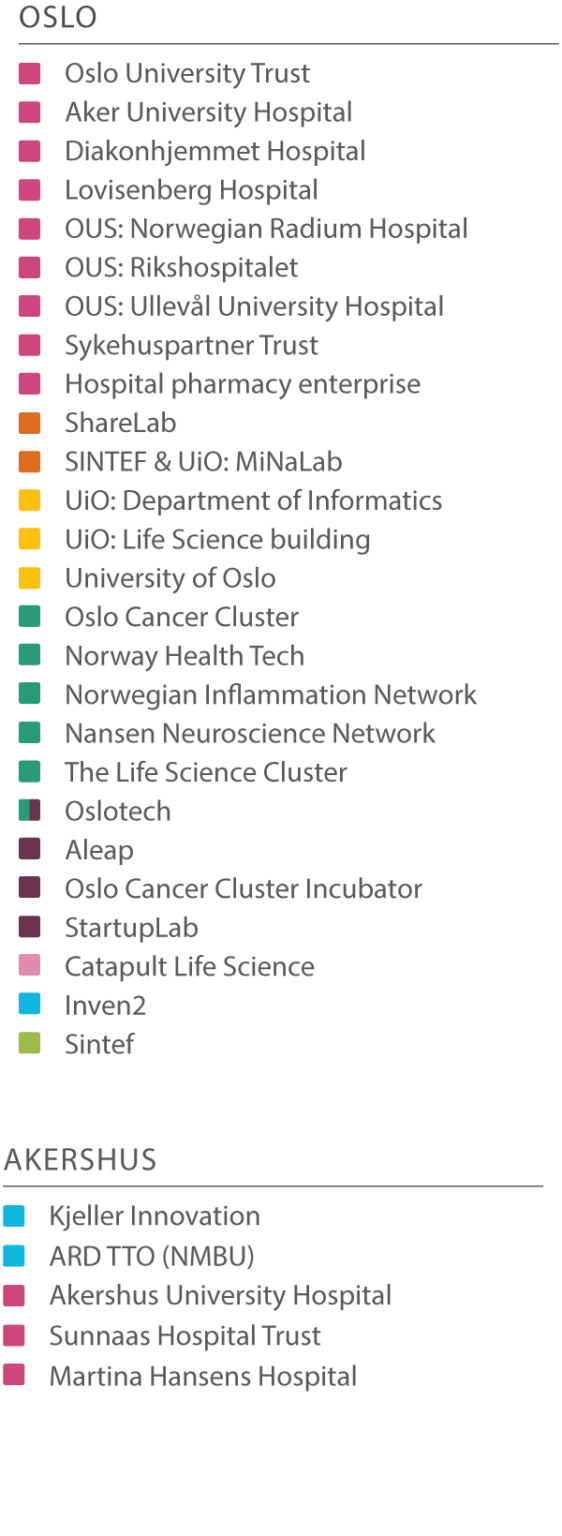 OSLO
Oslo University Trust
Aker University Hospital
Diakonhjemmet Hospital
Lovisenberg Hospital
OUS: Norwegian Radium Hospital
OUS: Rikshospitalet
OUS: Ullevål University Hospital
Sykehuspartner Trust
Hospital pharmacy enterprise
ShareLab
SINTEF & UiO: MiNaLab
UiO: Department of Informatics
UiO: Life Science building
University of Oslo
Oslo Cancer Cluster
Norway Health Tech
Norwegian Inflammation Network
Nansen Neuroscience Network
The Life Science Cluster
Oslotech
Aleap
Oslo Cancer Cluster Incubator
StartupLab
Catapult Life Science
Inven2
Sintef
AKERSHUS
Kjeller Innovation
ARD TTO (NMBU)
Akershus University Hospital
Sunnaas Hospital Trust
Martina Hansens Hospital